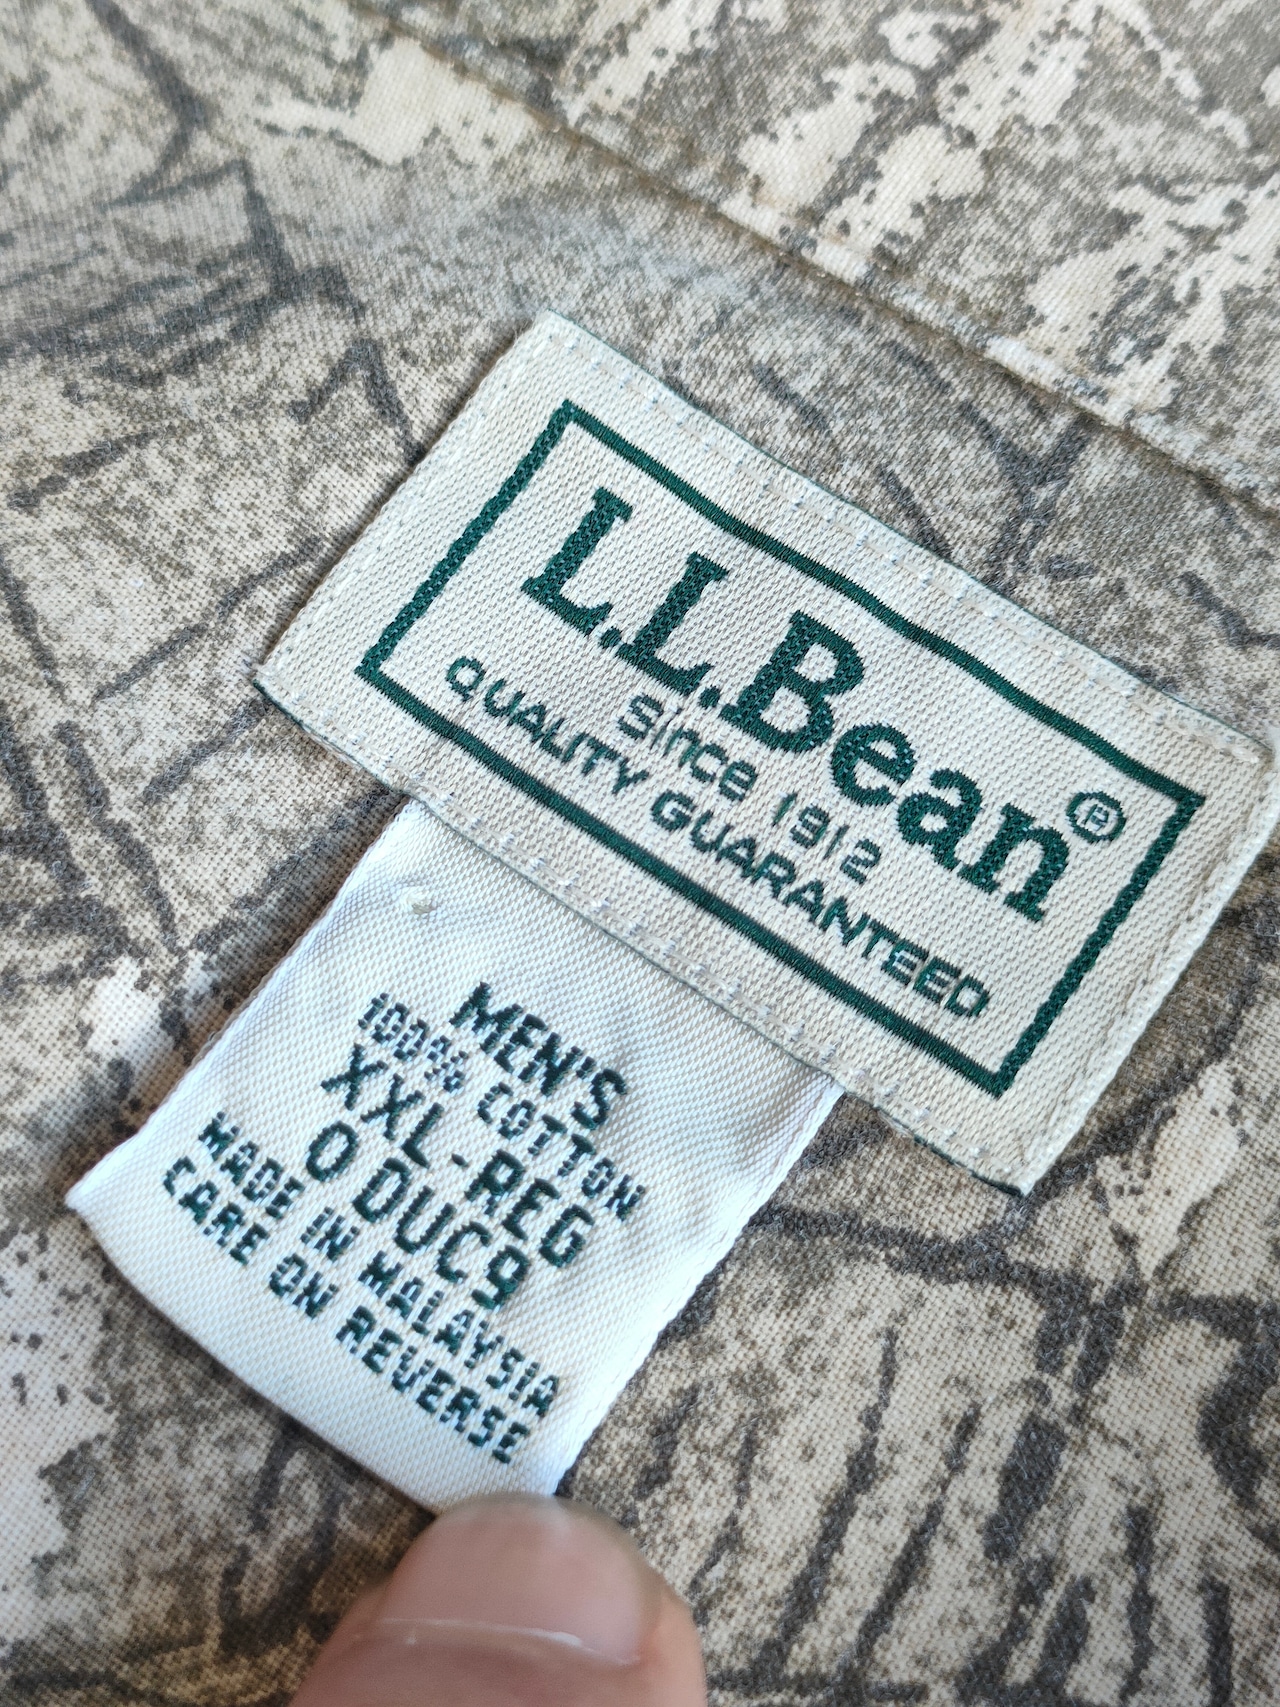 L.L.Bean®
Since 1912
QUALITY GUARANTEED
MEN'S
100% COTTON
XXL-REG
0 DUC9
MADE IN MALAYSIA
CARE ON REVERSE